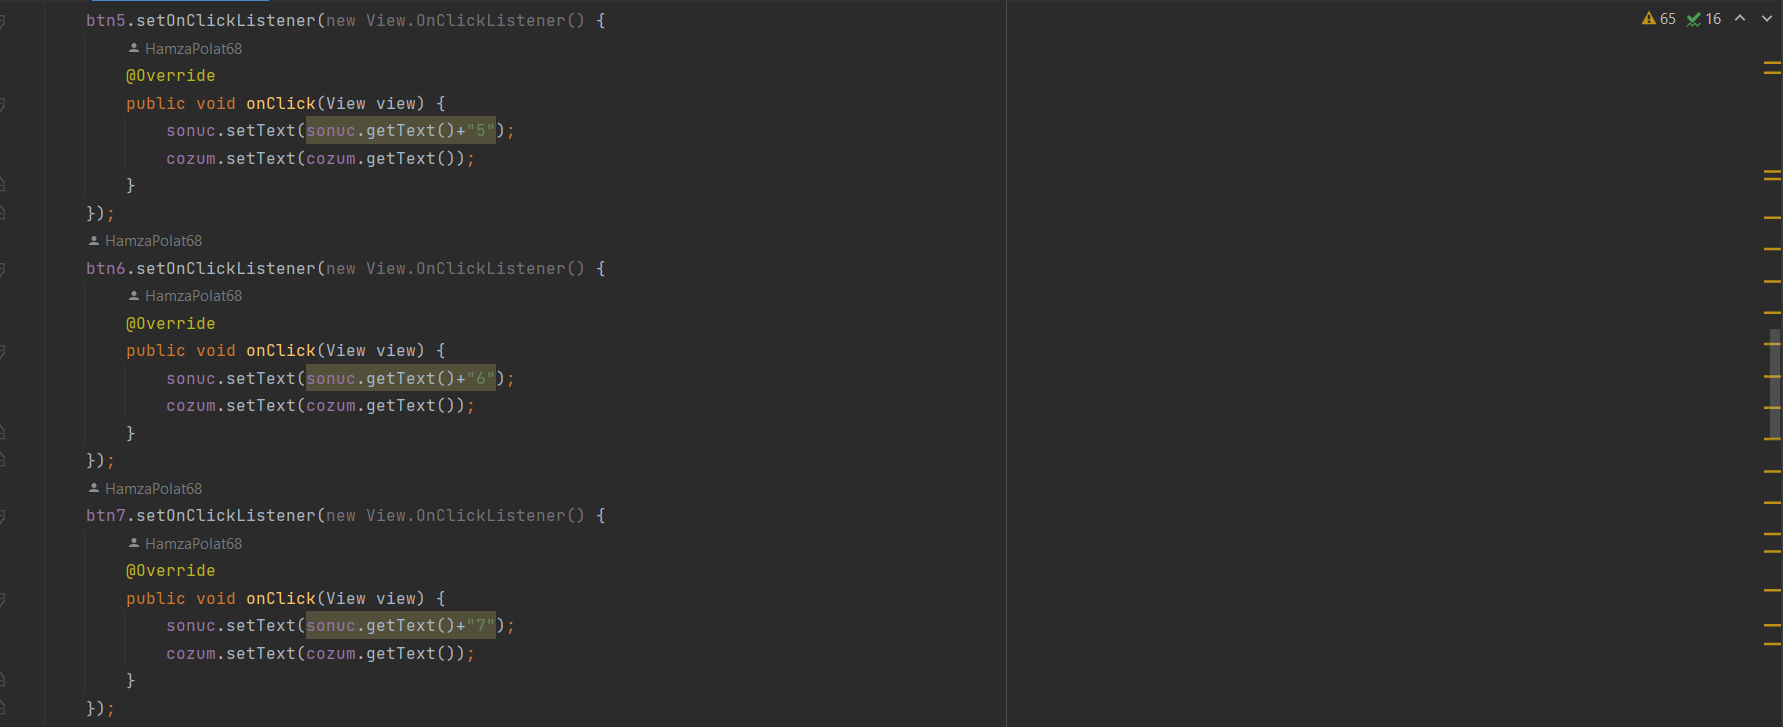 btn5.setOnClickListener(new View.OnClickListener() {
65 16
HamzaPolat68
@Override
public void onClick(View view) {
sonuc.setText(sonuc.getText()+"5");
cozum.setText(cozum.getText());
}
});
HamzaPolat68
btn6.setOnClickListener(new View.OnClickListener() {
HamzaPolat68
@Override
public void onClick(View view) {
sonuc.setText(sonuc.getText()+"6");
cozum.setText(cozum.getText());
}
});
HamzaPolat68
btn7.setOnClickListener(new View.OnClickListener() {
HamzaPolat68
@Override
public void onClick(View view) {
sonuc.setText(sonuc.getText()+"7");
cozum.setText(cozum.getText());
}
});